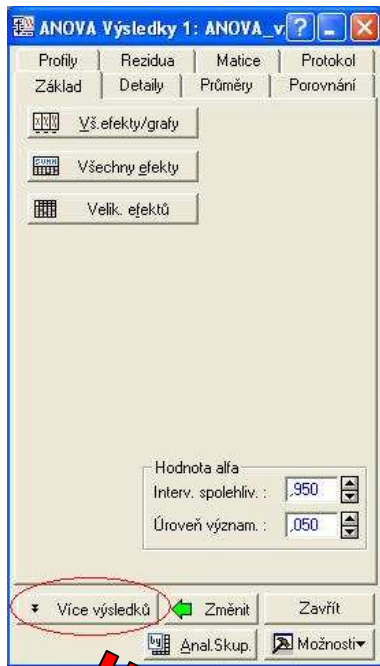 ANOVA Výsledky 1: ANOVA_v
Profily Rezidua Matice Protokol
Základ Detaily Průměry Porovnání
Vš.efekty/grafy
Všechny efekty
Velik. efektů
Hodnota alfa
Interv. spolehliv. : ,950
Úroveň význam. : ,050
Více výsledků Změnit Zavřít
Anal.Skup. Možnosti